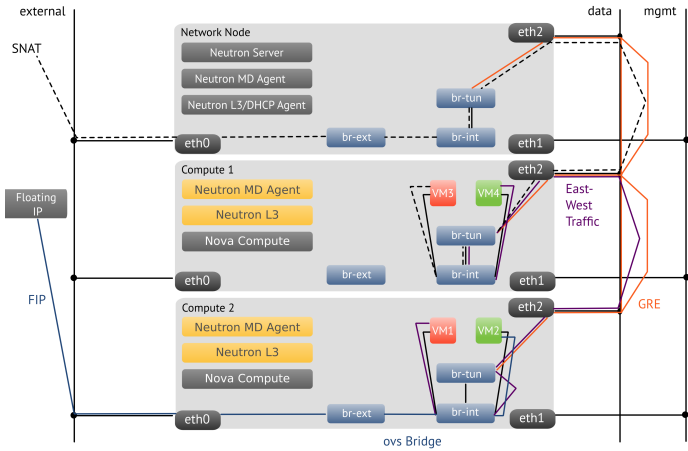 external
data
mgmt
Network Node
eth2
SNAT
Neutron Server
Neutron MD Agent
Neutron L3/DHCP Agent
br-tun
eth0
br-ext
br-int
eth1
Compute 1
eth2
Neutron MD Agent
VM3
VM4
East-
West
Traffic
Floating
IP
Neutron L3
Nova Compute
br-tun
eth0
br-ext
br-int
eth1
FIP
Compute 2
eth2
GRE
Neutron MD Agent
VM1
VM2
Neutron L3
Nova Compute
br-tun
eth0
br-ext
br-int
eth1
ovs Bridge